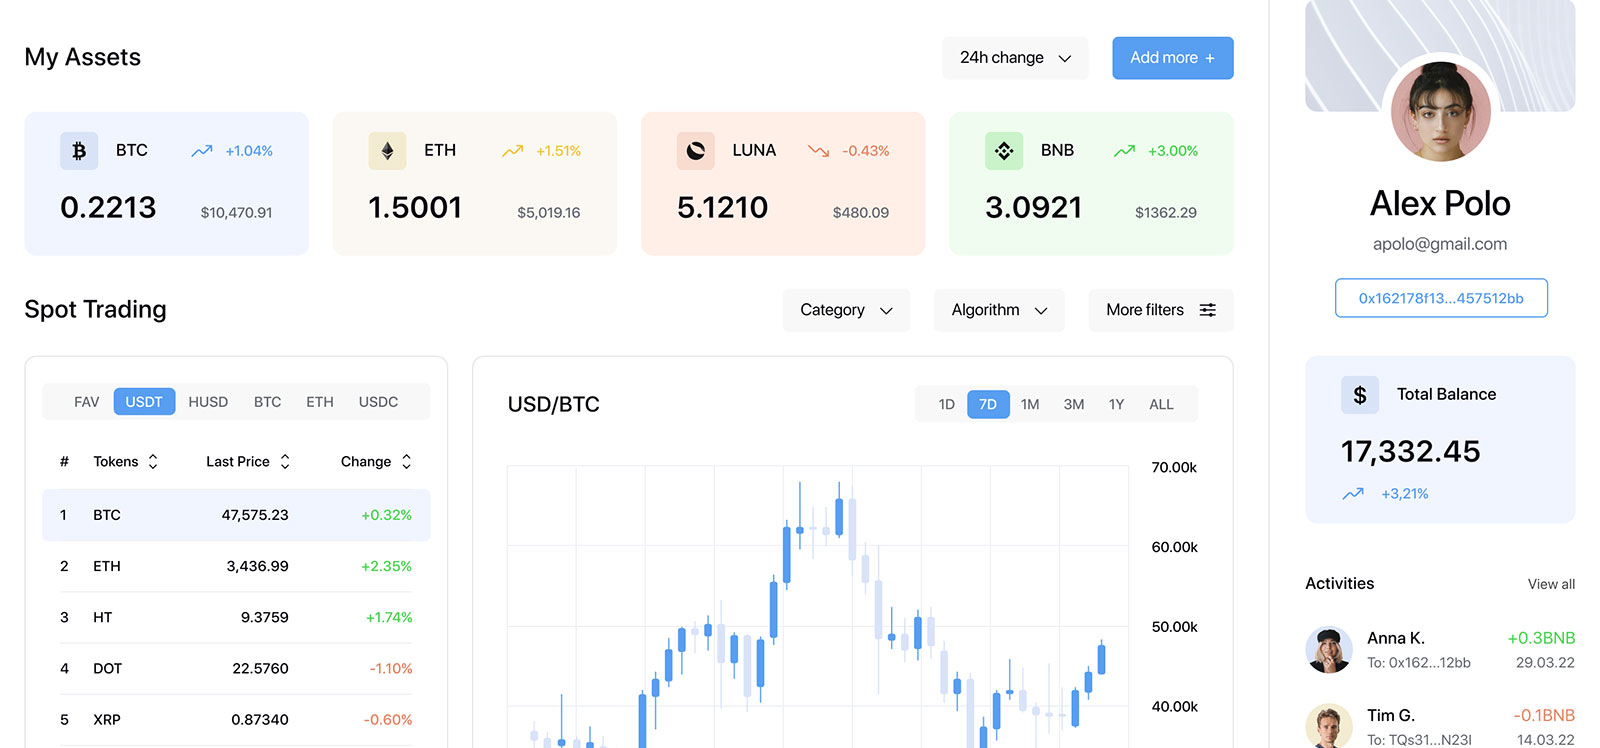 My Assets
24h change
Add more +
BTC +1.04%
0.2213 $10,470.91
ETH +1.51%
1.5001 $5,019.16
LUNA -0.43%
5.1210 $480.09
BNB +3.00%
3.0921 $1362.29
Spot Trading
Category
Algorithm
More filters
FAV USDT HUSD BTC ETH USDC
# Tokens Last Price Change
1 BTC 47,575.23 +0.32%
2 ETH 3,436.99 +2.35%
3 HT 9.3759 +1.74%
4 DOT 22.5760 -1.10%
5 XRP 0.87340 -0.60%
USD/BTC
1D 7D 1M 3M 1Y ALL
70.00k
60.00k
50.00k
40.00k
Alex Polo
apolo@gmail.com
0x162178f13...457512bb
$ Total Balance
17,332.45
+3,21%
Activities View all
Anna K. +0.3BNB
To: 0x162...12bb 29.03.22
Tim G. -0.1BNB
To: TQs31...N23I 14.03.22